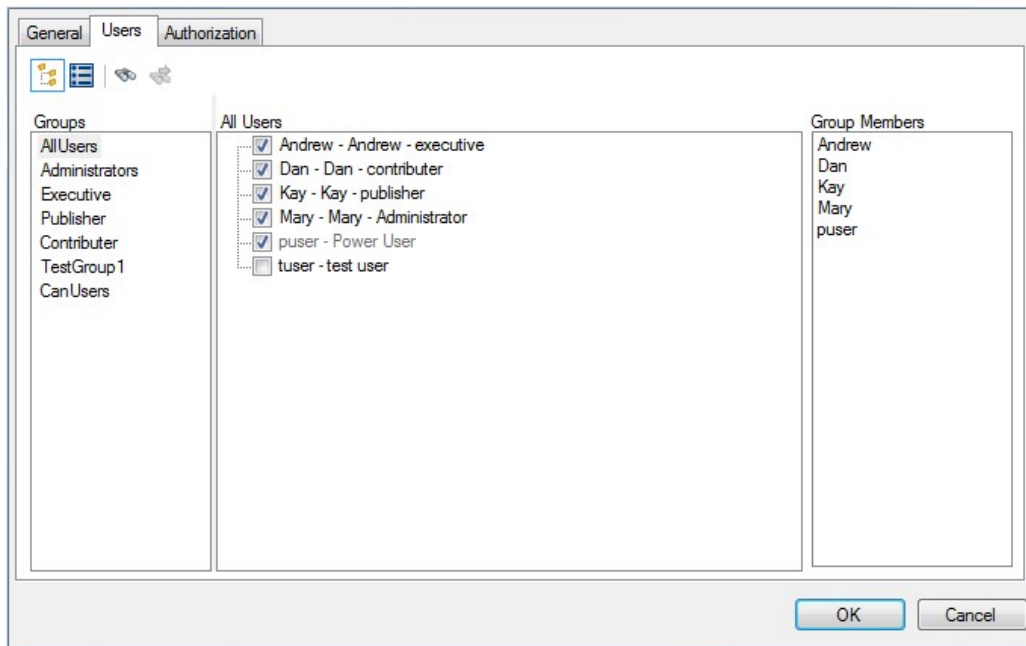 General Users Authorization
Groups
AllUsers
Administrators
Executive
Publisher
Contributer
TestGroup1
CanUsers
All Users
Andrew - Andrew - executive
Dan - Dan - contributer
Kay - Kay - publisher
Mary - Mary - Administrator
puser - Power User
tuser - test user
Group Members
Andrew
Dan
Kay
Mary
puser
OK Cancel